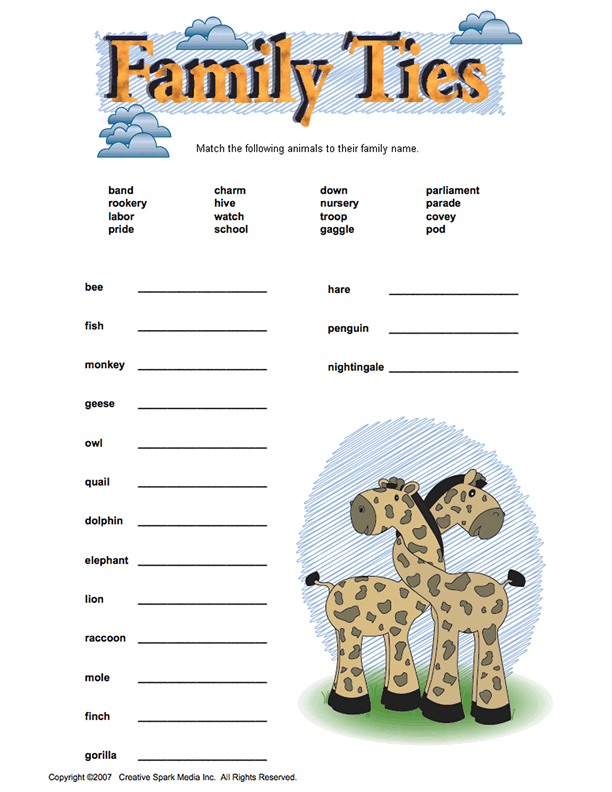 Family Ties
Match the following animals to their family name.
band charm down parliament
rookery hive nursery parade
labor watch troop covey
pride school gaggle pod
bee ____________________
fish ____________________
monkey ____________________
geese ____________________
owl ____________________
quail ____________________
dolphin ____________________
elephant ____________________
lion ____________________
raccoon ____________________
mole ____________________
finch ____________________
gorilla ____________________
hare ____________________
penguin ____________________
nightingale ____________________
Copyright ©2007 Creative Spark Media Inc. All Rights Reserved.